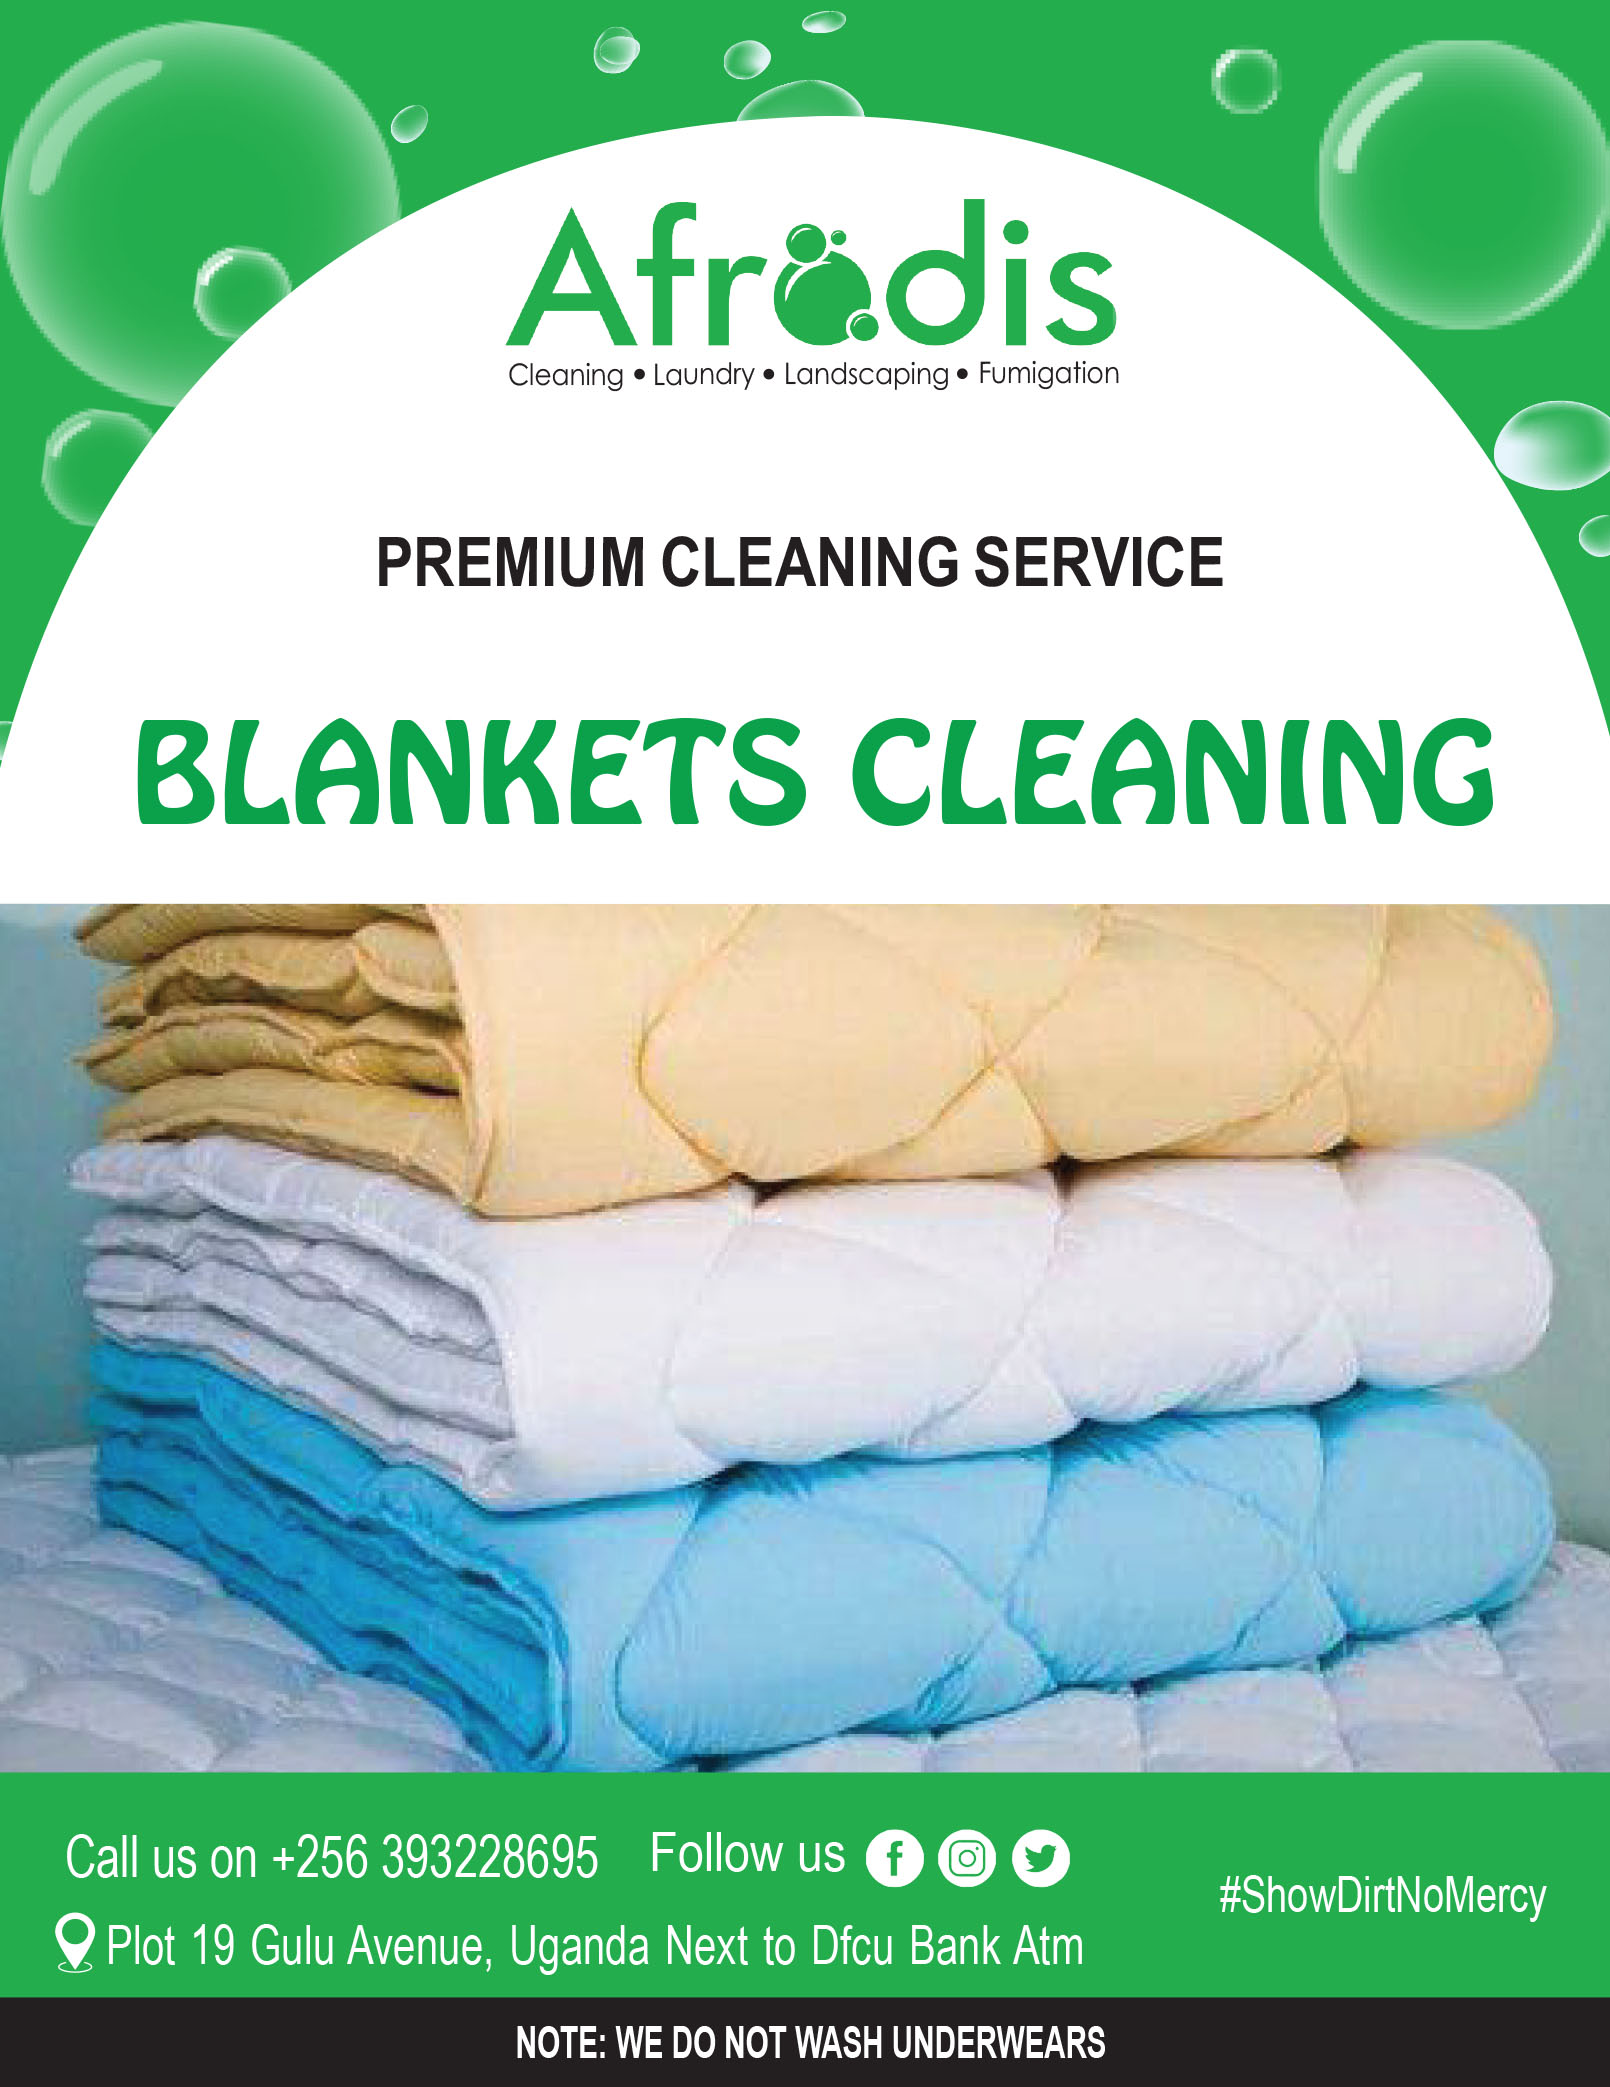 Afrodis
Cleaning • Laundry • Landscaping • Fumigation
PREMIUM CLEANING SERVICE
BLANKETS CLEANING
Call us on +256 393228695 Follow us
#ShowDirtNoMercy
Plot 19 Gulu Avenue, Uganda Next to Dfcu Bank Atm
NOTE: WE DO NOT WASH UNDERWEARS